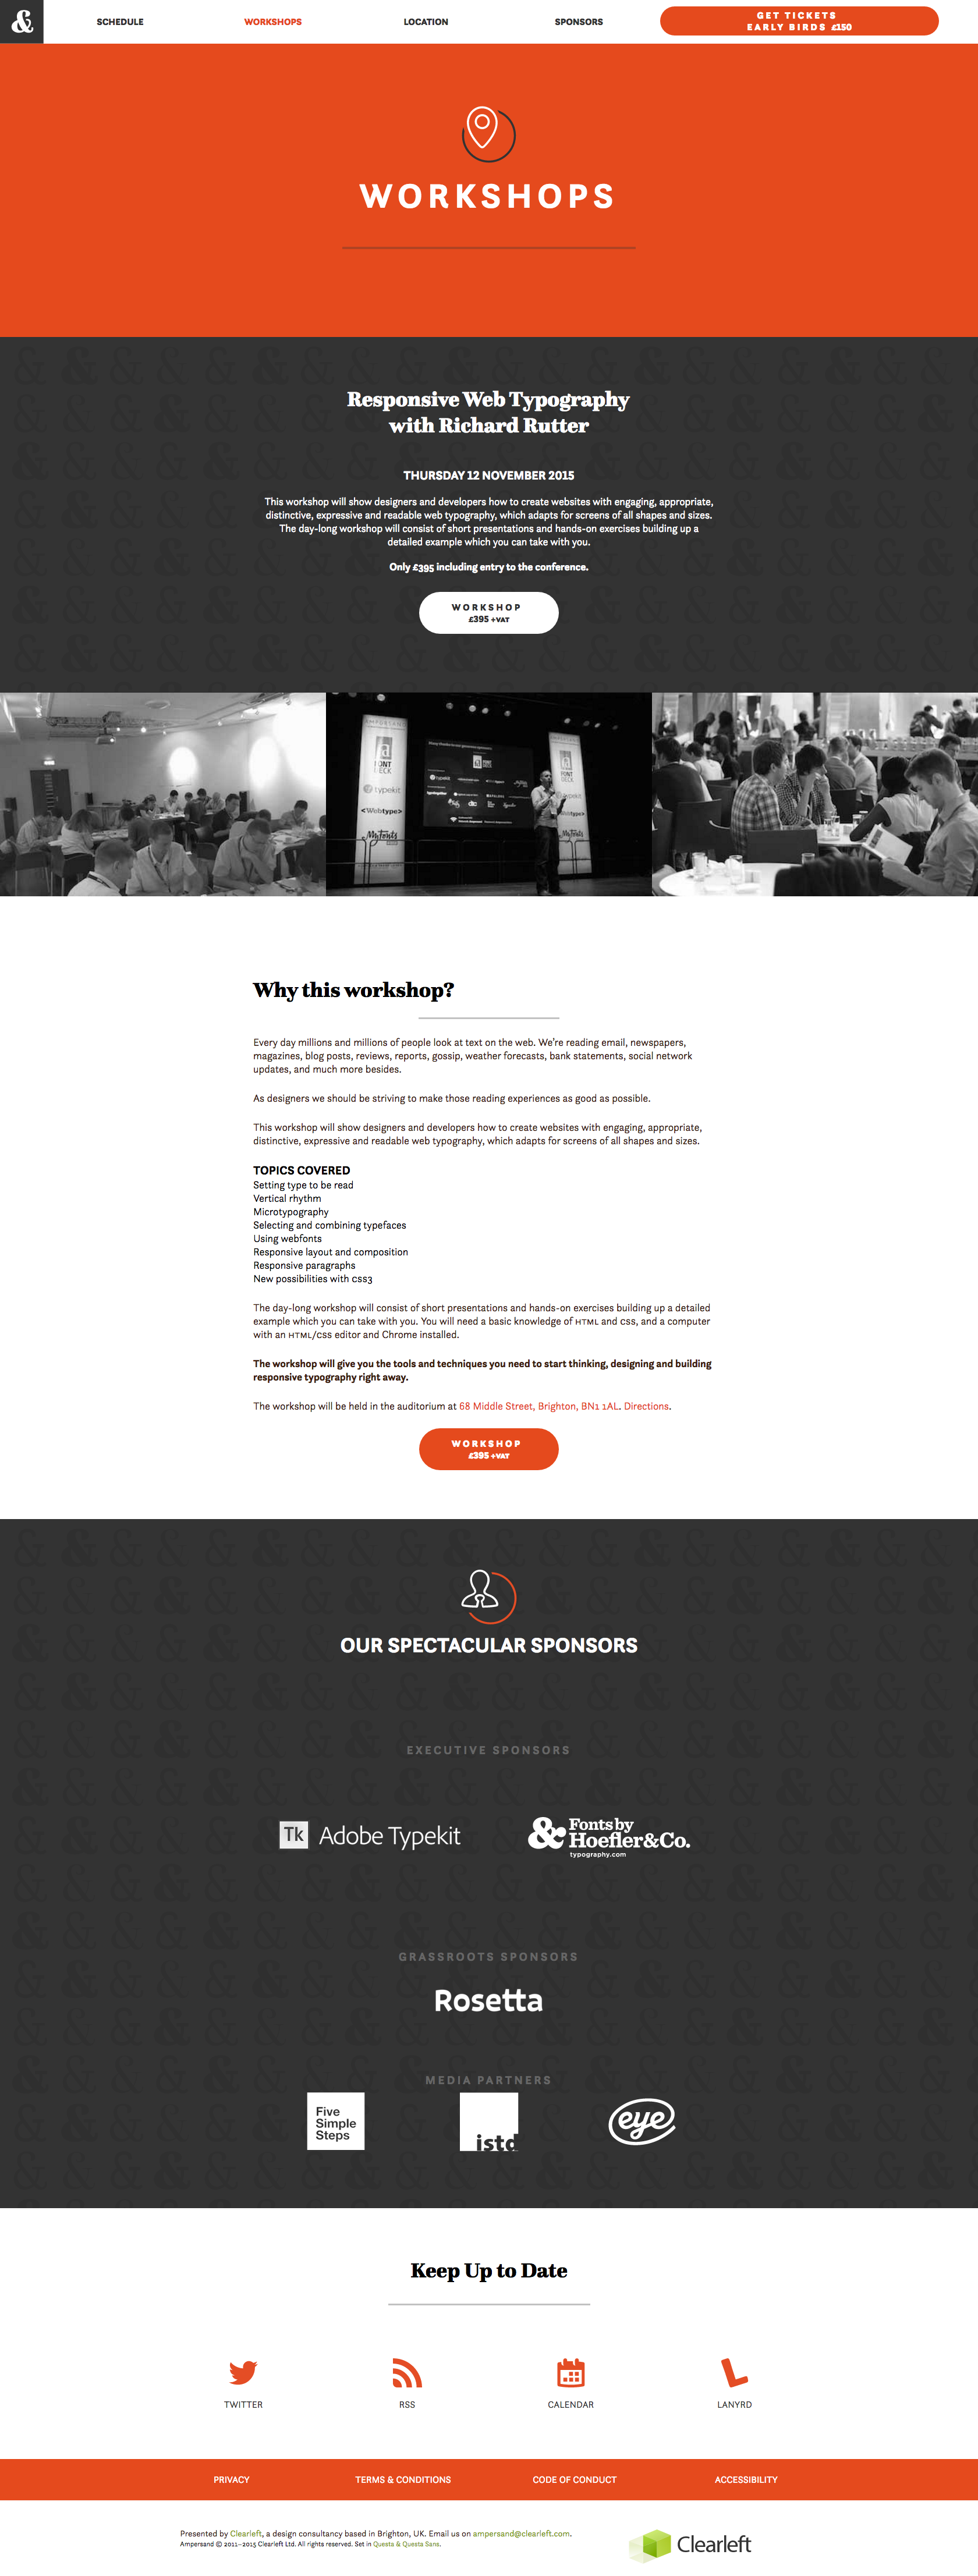 &
SCHEDULE
WORKSHOPS
LOCATION
SPONSORS
GET TICKETS
EARLY BIRDS £150
WORKSHOPS
Responsive Web Typography
with Richard Rutter
THURSDAY 12 NOVEMBER 2015
This workshop will show designers and developers how to create websites with engaging, appropriate,
distinctive, expressive and readable web typography, which adapts for screens of all shapes and sizes.
The day-long workshop will consist of short presentations and hands-on exercises building up a
detailed example which you can take with you.
Only £395 including entry to the conference.
WORKSHOP
£395 +VAT
FONT
DECK
typekit
<Webtype>
MyFonts
FONT
DECK
typekit
Webtype>
MyFonts
Why this workshop?
Every day millions and millions of people look at text on the web. We're reading email, newspapers,
magazines, blog posts, reviews, reports, gossip, weather forecasts, bank statements, social network
updates, and much more besides.
As designers we should be striving to make those reading experiences as good as possible.
This workshop will show designers and developers how to create websites with engaging, appropriate,
distinctive, expressive and readable web typography, which adapts for screens of all shapes and sizes.
TOPICS COVERED
Setting type to be read
Vertical rhythm
Microtypography
Selecting and combining typefaces
Using webfonts
Responsive layout and composition
Responsive paragraphs
New possibilities with CSS3
The day-long workshop will consist of short presentations and hands-on exercises building up a detailed
example which you can take with you. You will need a basic knowledge of HTML and CSS, and a computer
with an HTML/CSS editor and Chrome installed.
The workshop will give you the tools and techniques you need to start thinking, designing and building
responsive typography right away.
The workshop will be held in the auditorium at 68 Middle Street, Brighton, BN1 1AL. Directions.
WORKSHOP
£395 +VAT
OUR SPECTACULAR SPONSORS
EXECUTIVE SPONSORS
Tk Adobe Typekit
& Fonts by
Hoefler&Co.
typography.com
GRASSROOTS SPONSORS
Rosetta
MEDIA PARTNERS
Five
Simple
Steps
istd
eye
Keep Up to Date
TWITTER
RSS
CALENDAR
LANYRD
PRIVACY
TERMS & CONDITIONS
CODE OF CONDUCT
ACCESSIBILITY
Presented by Clearleft, a design consultancy based in Brighton, UK. Email us on ampersand@clearleft.com.
Ampersand © 2011–2015 Clearleft Ltd. All rights reserved. Set in Questa & Questa Sans.
Clearleft